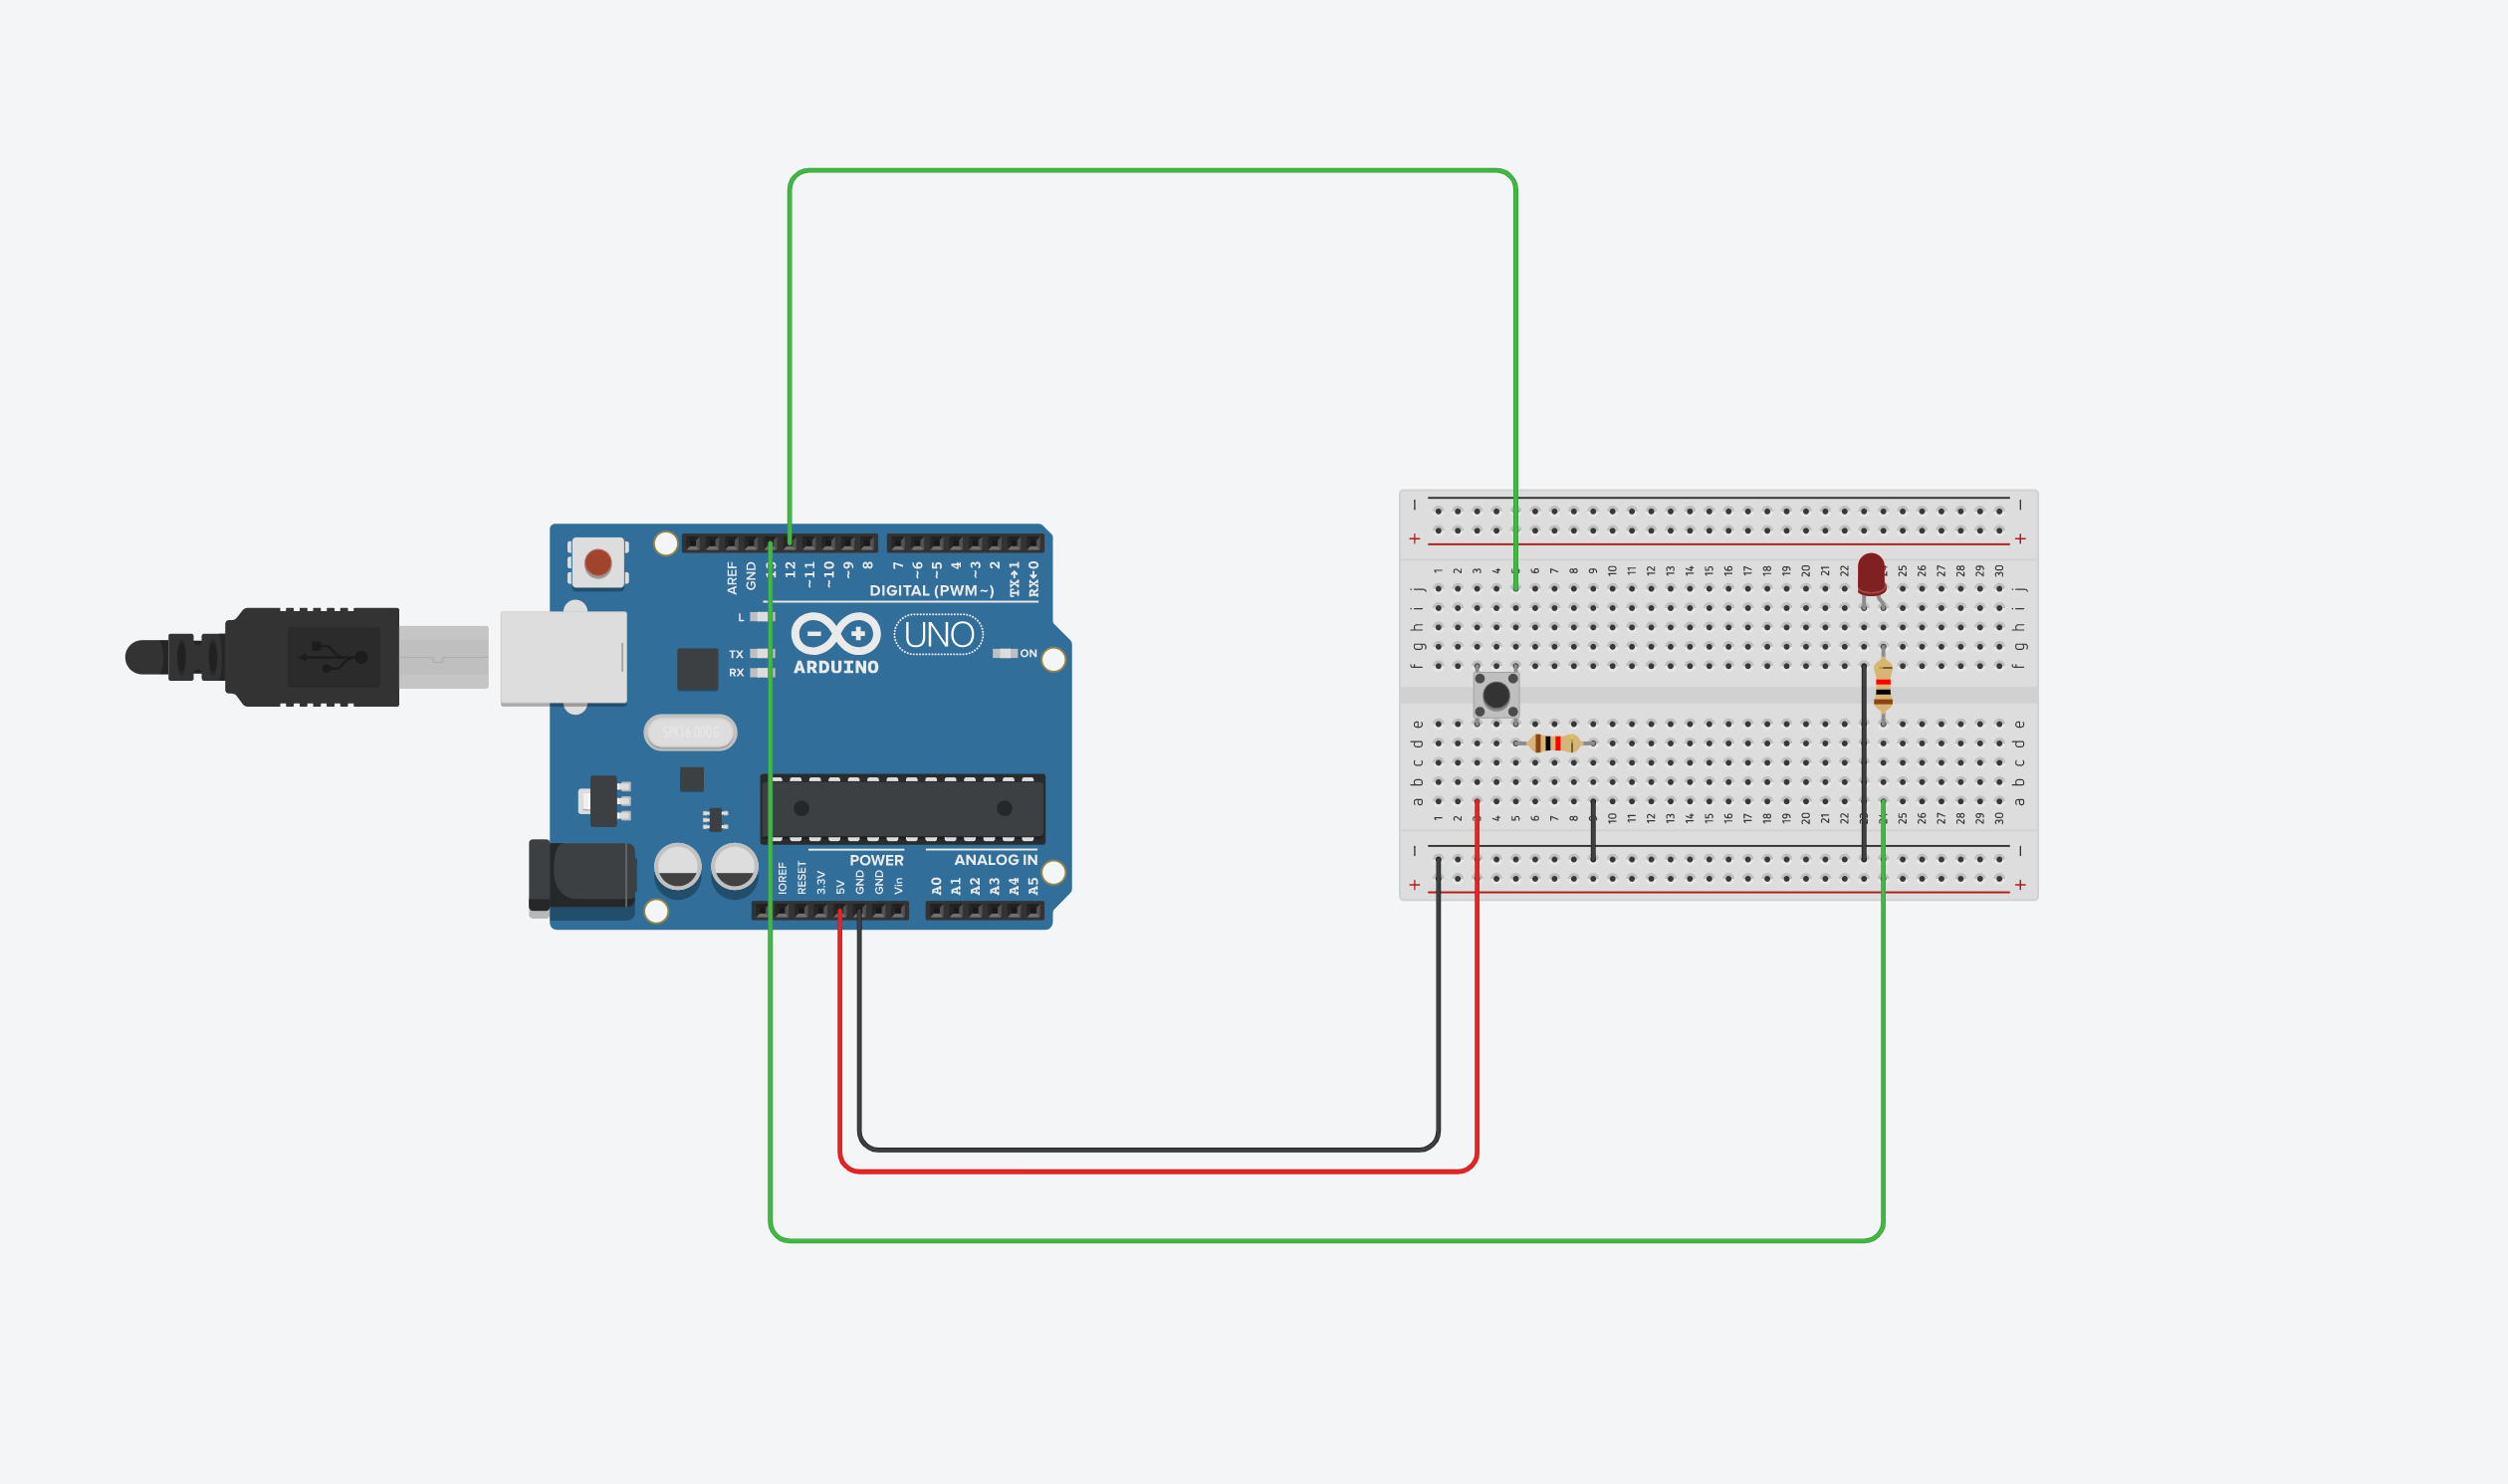 AREF
GND
13
12
~11
~10
~9
8
7
~6
~5
4
~3
2
TX→1
RX←0
DIGITAL (PWM ~)
L
TX
RX
UNO
ARDUINO
ON
SPK16.000G
POWER
ANALOG IN
IOREF
RESET
3.3V
5V
GND
GND
Vin
A0
A1
A2
A3
A4
A5
− −
+ +
1 2 3 4 5 6 7 8 9 10 11 12 13 14 15 16 17 18 19 20 21 22 24 25 26 27 28 29 30
j j
i i
h h
g g
f f
e e
d d
c c
b b
a a
1 2 3 4 5 6 7 8 9 10 11 12 13 14 15 16 17 18 19 20 21 22 23 24 25 26 27 28 29 30
− −
+ +